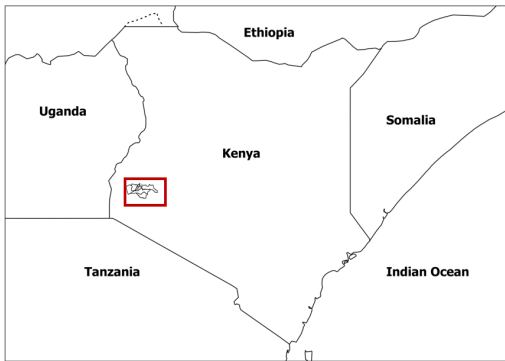 Ethiopia
Uganda
Somalia
Kenya
Tanzania
Indian Ocean